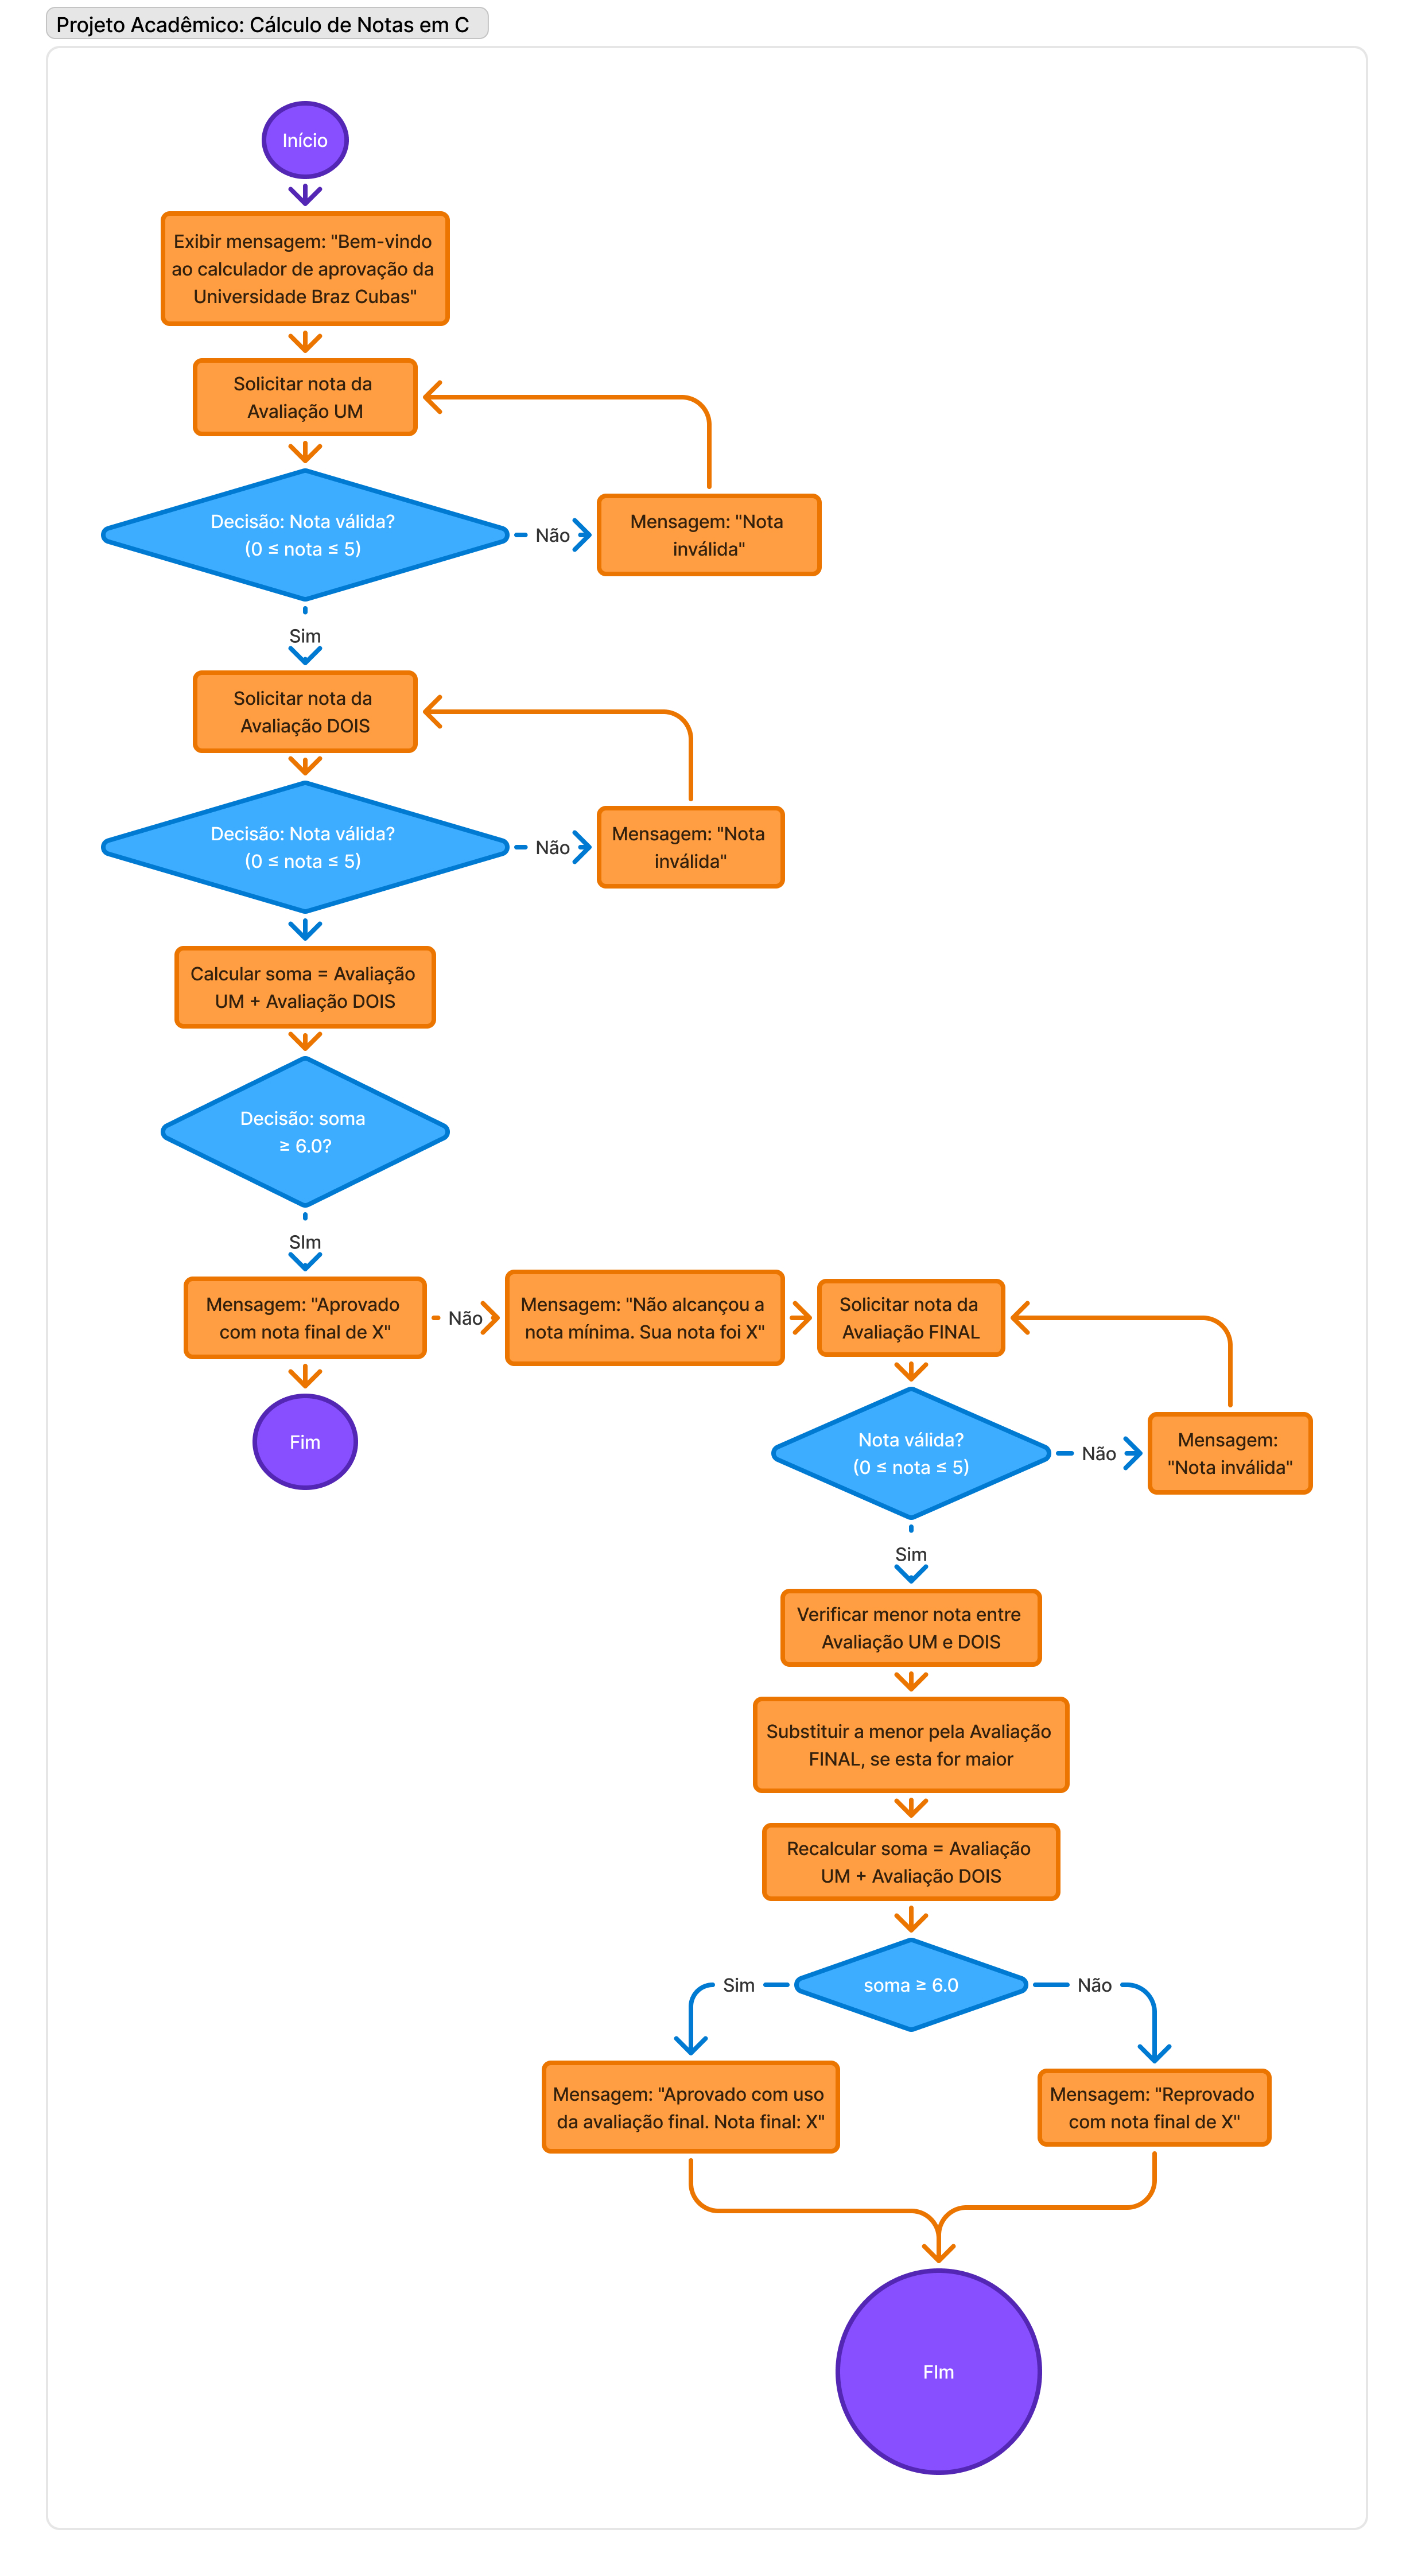 Projeto Acadêmico: Cálculo de Notas em C
Início
Exibir mensagem: "Bem-vindo
ao calculador de aprovação da
Universidade Braz Cubas"
Solicitar nota da
Avaliação UM
Decisão: Nota válida?
(0 ≤ nota ≤ 5)
Não
Mensagem: "Nota
inválida"
Sim
Solicitar nota da
Avaliação DOIS
Decisão: Nota válida?
(0 ≤ nota ≤ 5)
Não
Mensagem: "Nota
inválida"
Calcular soma = Avaliação
UM + Avaliação DOIS
Decisão: soma
≥ 6.0?
SIm
Mensagem: "Aprovado
com nota final de X"
Não
Mensagem: "Não alcançou a
nota mínima. Sua nota foi X"
Solicitar nota da
Avaliação FINAL
Fim
Nota válida?
(0 ≤ nota ≤ 5)
Não
Mensagem:
"Nota inválida"
Sim
Verificar menor nota entre
Avaliação UM e DOIS
Substituir a menor pela Avaliação
FINAL, se esta for maior
Recalcular soma = Avaliação
UM + Avaliação DOIS
Sim
soma ≥ 6.0
Não
Mensagem: "Aprovado com uso
da avaliação final. Nota final: X"
Mensagem: "Reprovado
com nota final de X"
FIm